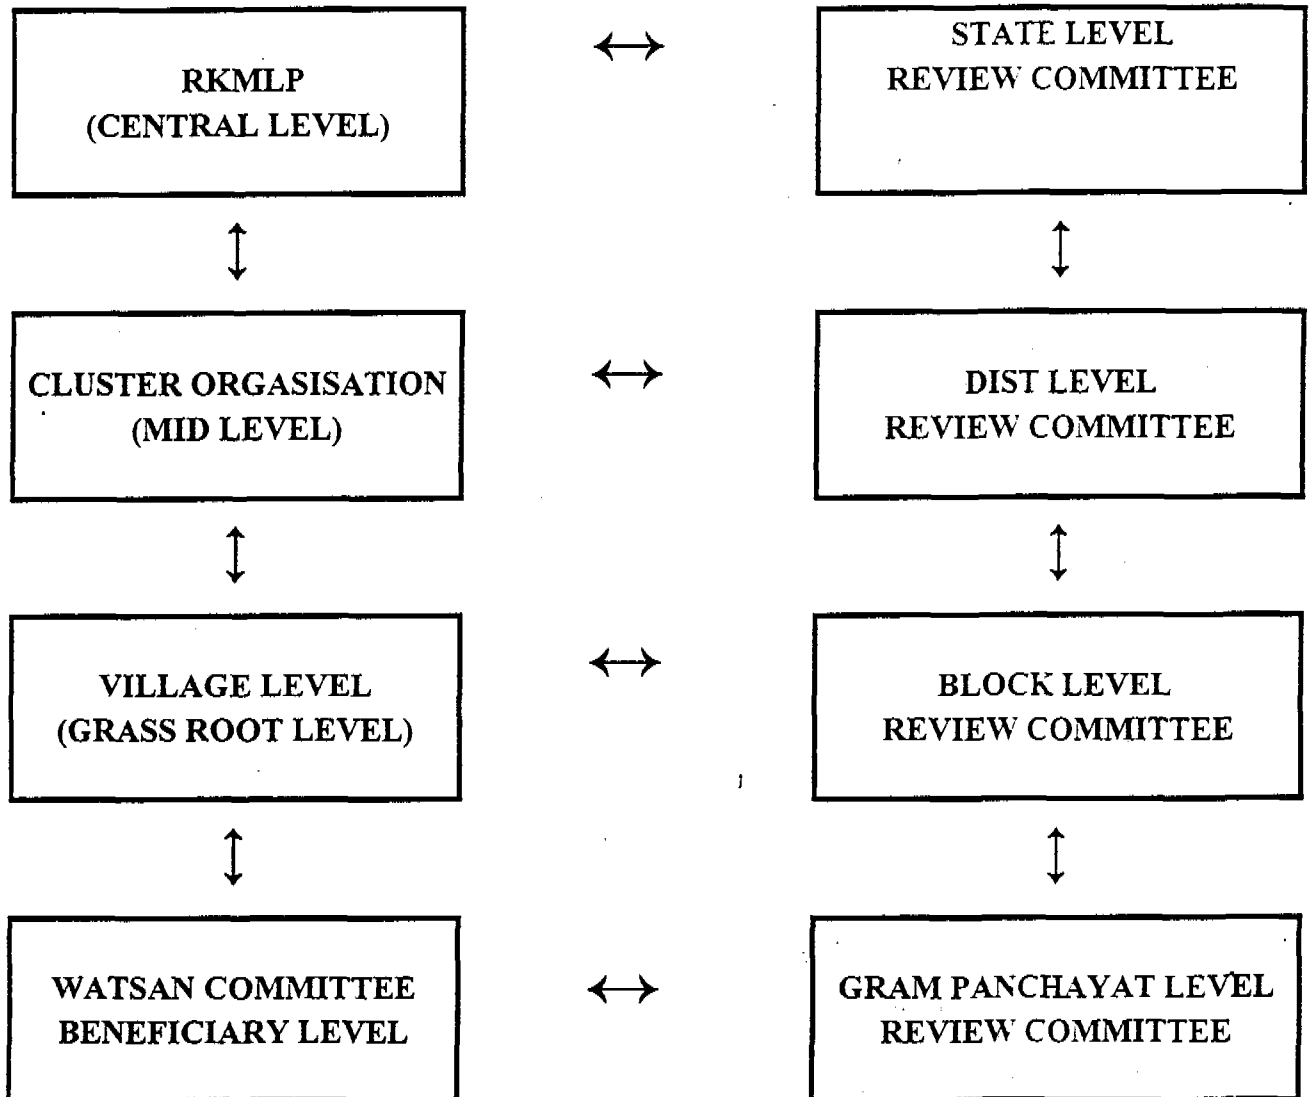 RKMLP
(CENTRAL LEVEL)
STATE LEVEL
REVIEW COMMITTEE
CLUSTER ORGASISATION
(MID LEVEL)
DIST LEVEL
REVIEW COMMITTEE
VILLAGE LEVEL
(GRASS ROOT LEVEL)
BLOCK LEVEL
REVIEW COMMITTEE
WATSAN COMMITTEE
BENEFICIARY LEVEL
GRAM PANCHAYAT LEVEL
REVIEW COMMITTEE